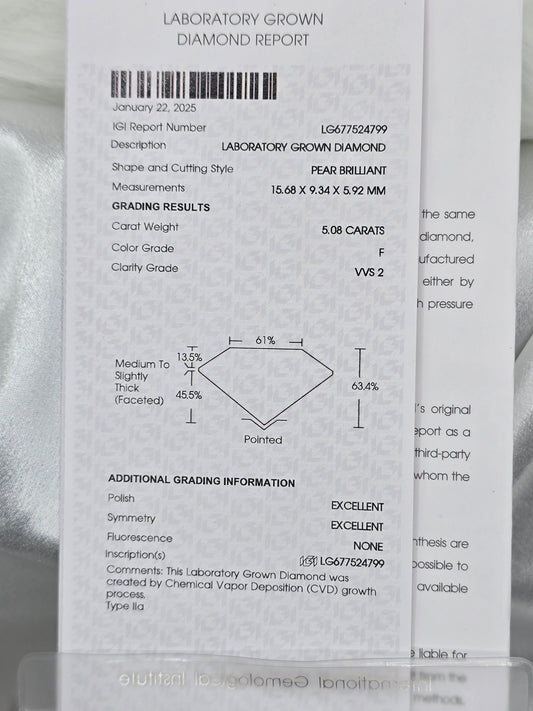 LABORATORY GROWN
DIAMOND REPORT
January 22, 2025
IGI Report Number LG677524799
Description LABORATORY GROWN DIAMOND
Shape and Cutting Style PEAR BRILLIANT
Measurements 15.68 X 9.34 X 5.92 MM
GRADING RESULTS
Carat Weight 5.08 CARATS
Color Grade F
Clarity Grade VVS 2
61%
13.5%
Medium To
Slightly
Thick
(Faceted)
45.5%
63.4%
Pointed
ADDITIONAL GRADING INFORMATION
Polish EXCELLENT
Symmetry EXCELLENT
Fluorescence NONE
Inscription(s) IGI LG677524799
Comments: This Laboratory Grown Diamond was
created by Chemical Vapor Deposition (CVD) growth
process.
Type IIa
the same
diamond,
ufactured
either by
h pressure
's original
eport as a
third-party
whom the
nthesis are
possible to
available
e liable for
from the
methods,
International Gemological Institute